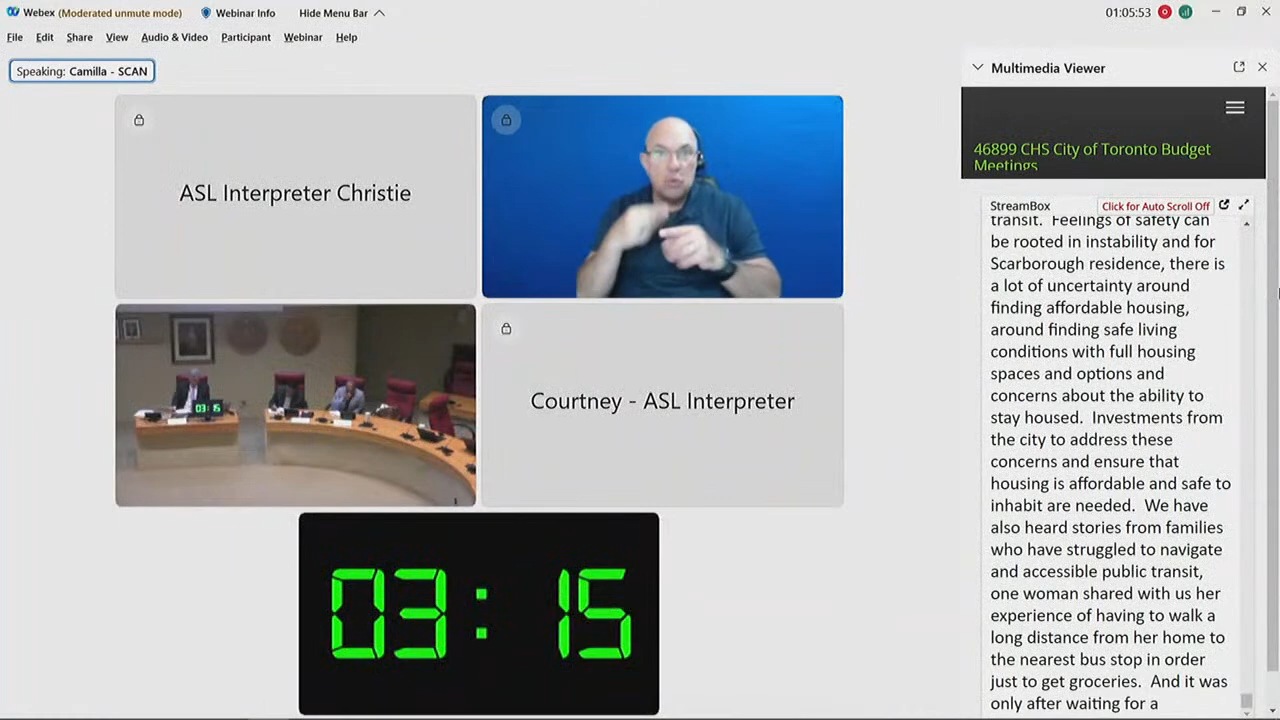 Webex (Moderated unmute mode) Webinar Info Hide Menu Bar 01:05:53
File Edit Share View Audio & Video Participant Webinar Help
Speaking: Camilla - SCAN
ASL Interpreter Christie
03:15
Courtney - ASL Interpreter
03:15
Multimedia Viewer
46899 CHS City of Toronto Budget
Meetings
StreamBox Click for Auto Scroll Off
transit. Feelings of safety can
be rooted in instability and for
Scarborough residence, there is
a lot of uncertainty around
finding affordable housing,
around finding safe living
conditions with full housing
spaces and options and
concerns about the ability to
stay housed. Investments from
the city to address these
concerns and ensure that
housing is affordable and safe to
inhabit are needed. We have
also heard stories from families
who have struggled to navigate
and accessible public transit,
one woman shared with us her
experience of having to walk a
long distance from her home to
the nearest bus stop in order
just to get groceries. And it was
only after waiting for a